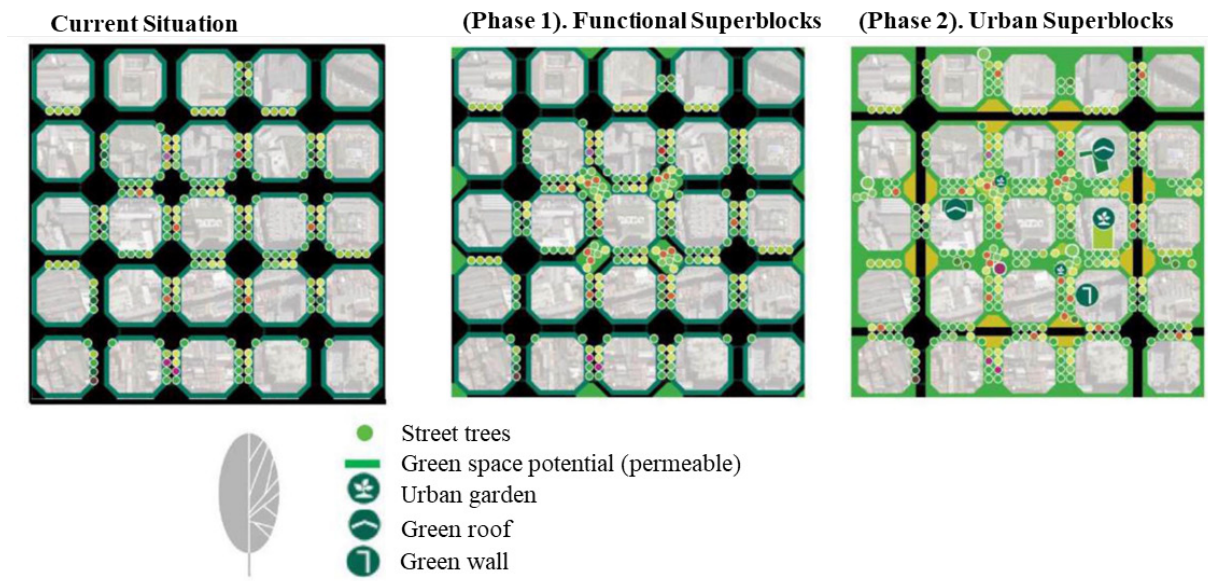 Current Situation
(Phase 1). Functional Superblocks
(Phase 2). Urban Superblocks
Street trees
Green space potential (permeable)
Urban garden
Green roof
Green wall